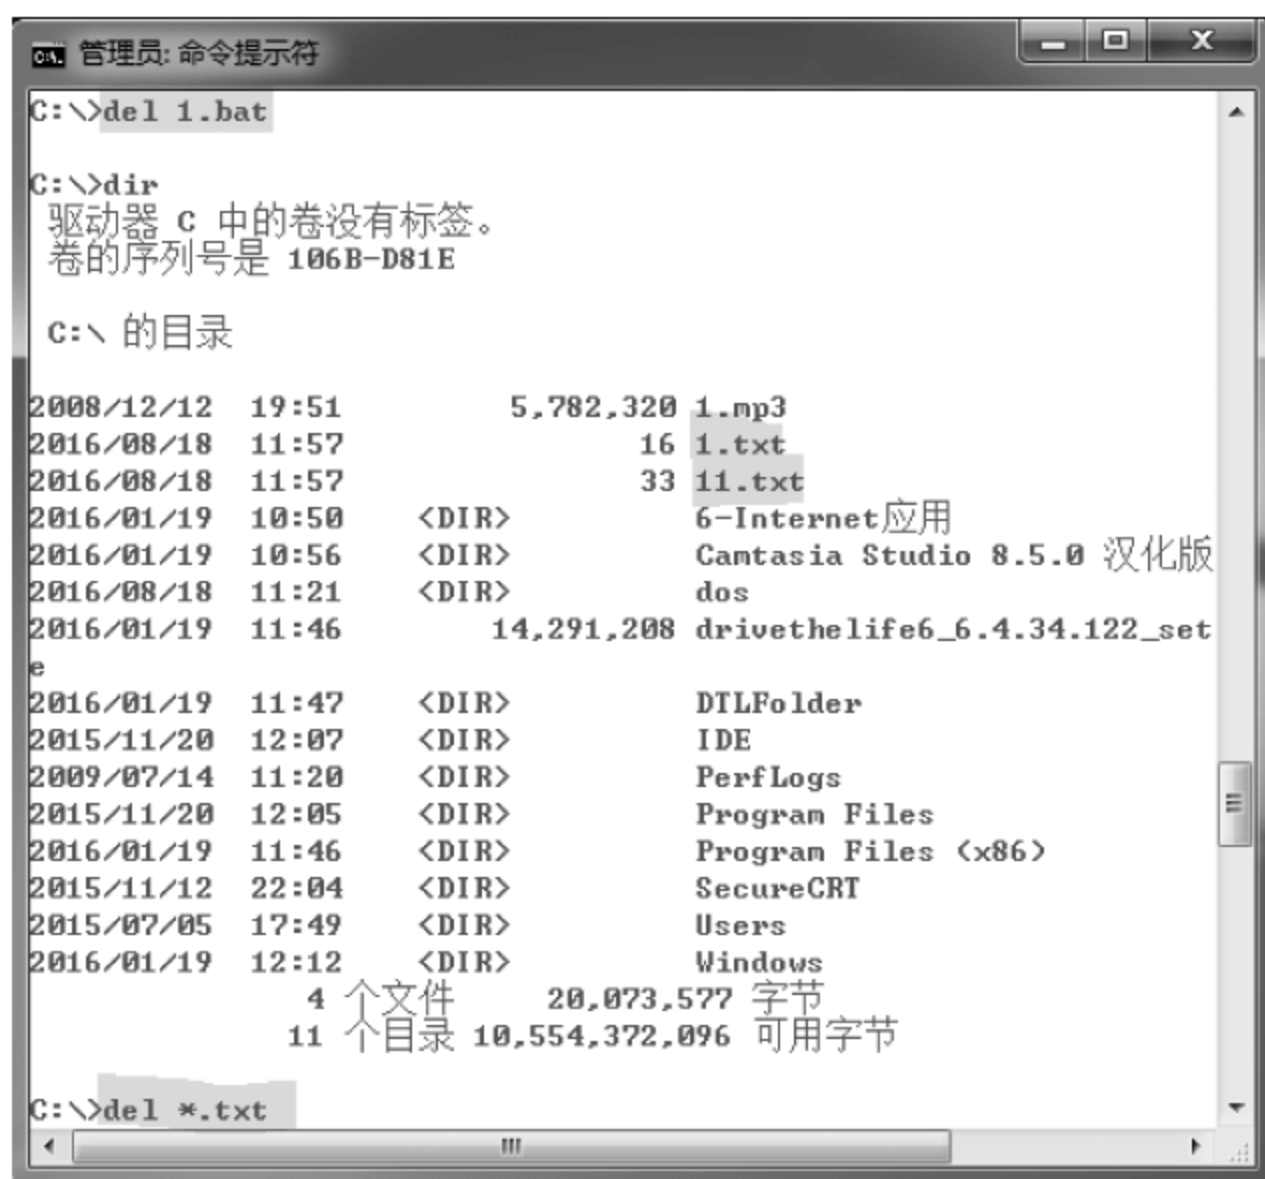 管理员: 命令提示符
C:\>del 1.bat
C:\>dir
驱动器 C 中的卷没有标签。
卷的序列号是 106B-D81E
C:\ 的目录
2008/12/12 19:51 5,782,320 1.mp3
2016/08/18 11:57 16 1.txt
2016/08/18 11:57 33 11.txt
2016/01/19 10:50 <DIR> 6-Internet应用
2016/01/19 10:56 <DIR> Camtasia Studio 8.5.0 汉化版
2016/08/18 11:21 <DIR> dos
2016/01/19 11:46 14,291,208 drivethelife6_6.4.34.122_set
e
2016/01/19 11:47 <DIR> DTLFolder
2015/11/20 12:07 <DIR> IDE
2009/07/14 11:20 <DIR> PerfLogs
2015/11/20 12:05 <DIR> Program Files
2016/01/19 11:46 <DIR> Program Files (x86)
2015/11/12 22:04 <DIR> SecureCRT
2015/07/05 17:49 <DIR> Users
2016/01/19 12:12 <DIR> Windows
4 个文件 20,073,577 字节
11 个目录 10,554,372,096 可用字节
C:\>del *.txt